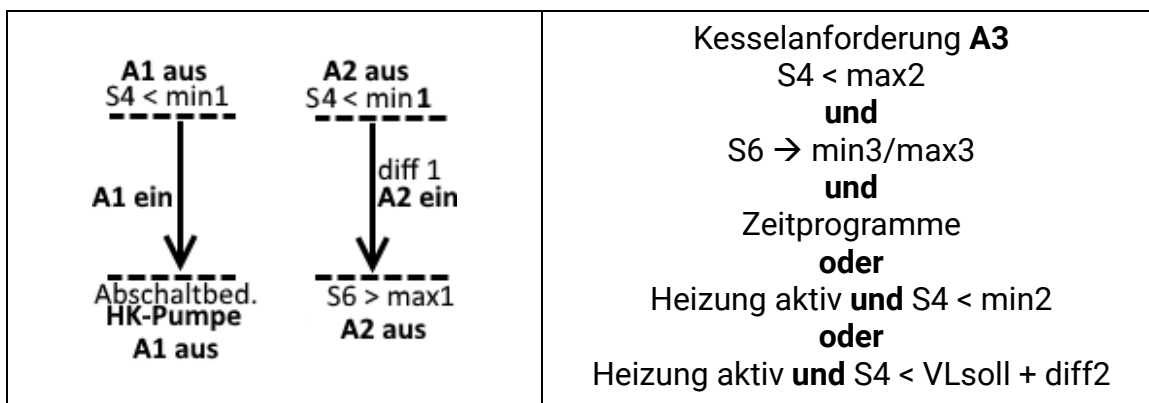 A1 aus
S4 < min1
A1 ein
Abschaltbed.
HK-Pumpe
A1 aus
A2 aus
S4 < min1
diff 1
A2 ein
S6 > max1
A2 aus
Kesselanforderung A3
S4 < max2
und
S6 → min3/max3
und
Zeitprogramme
oder
Heizung aktiv und S4 < min2
oder
Heizung aktiv und S4 < VLsoll + diff2